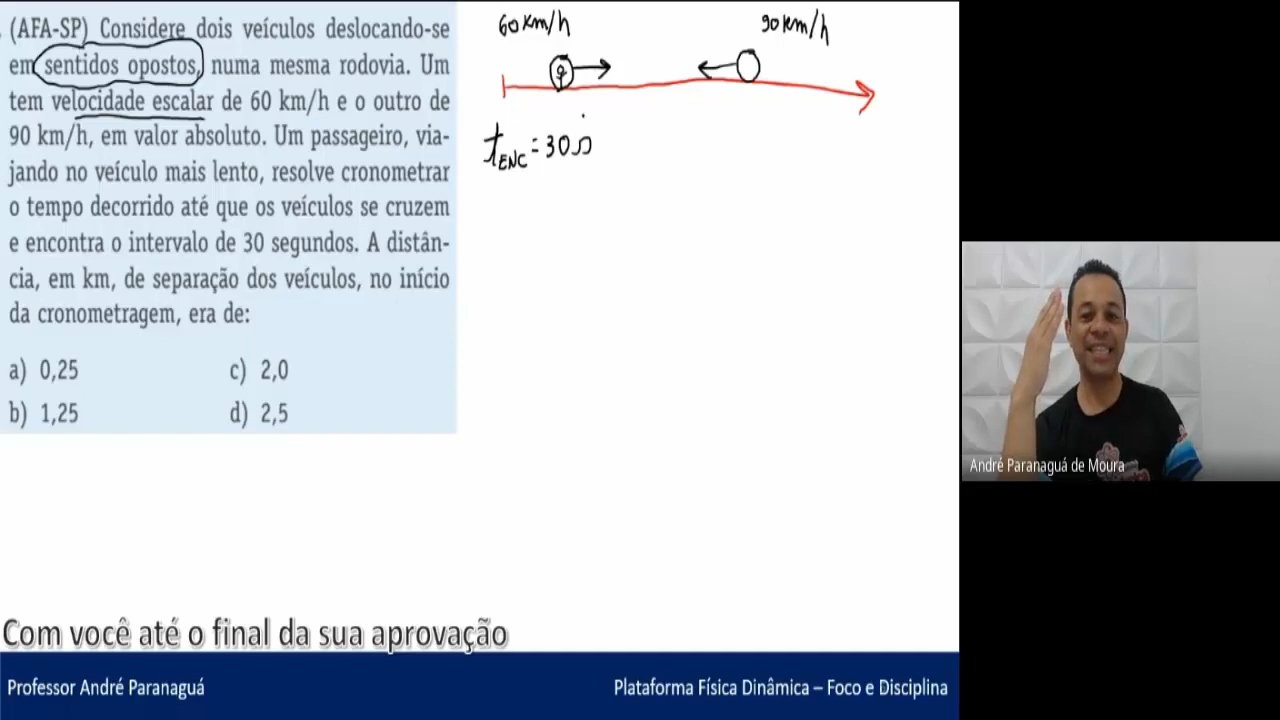 (AFA-SP) Considere dois veículos deslocando-se
em sentidos opostos, numa mesma rodovia. Um
tem velocidade escalar de 60 km/h e o outro de
90 km/h, em valor absoluto. Um passageiro, via-
jando no veículo mais lento, resolve cronometrar
o tempo decorrido até que os veículos se cruzem
e encontra o intervalo de 30 segundos. A distân-
cia, em km, de separação dos veículos, no início
da cronometragem, era de:
a) 0,25
c) 2,0
b) 1,25
d) 2,5
60 km/h
90 km/h
tENC = 30 s
André Paranaguá de Moura
Com você até o final da sua aprovação
Professor André Paranaguá
Plataforma Física Dinâmica – Foco e Disciplina